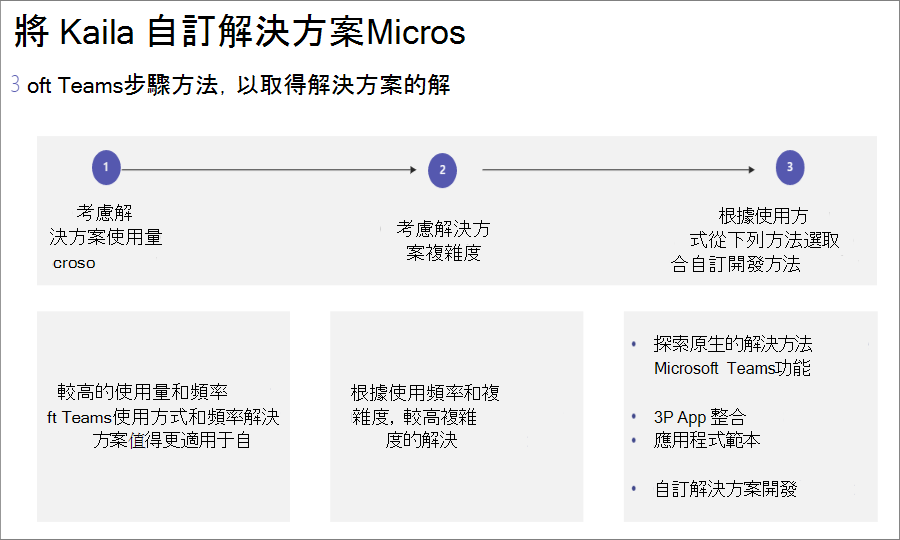 將 Kaila 自訂解決方案Micros
3 oft Teams步驟方法，以取得解決方案的解
1
2
3
考慮解
決方案使用量
croso
考慮解決方
案複雜度
根據使用方
式從下列方法選取
合自訂開發方法
較高的使用量和頻率
ft Teams使用方式和頻率解決
方案值得更適用于自
根據使用頻率和複
雜度，較高複雜
度的解決
• 探索原生的解決方法
Microsoft Teams功能
• 3P App 整合
• 應用程式範本
• 自訂解決方案開發